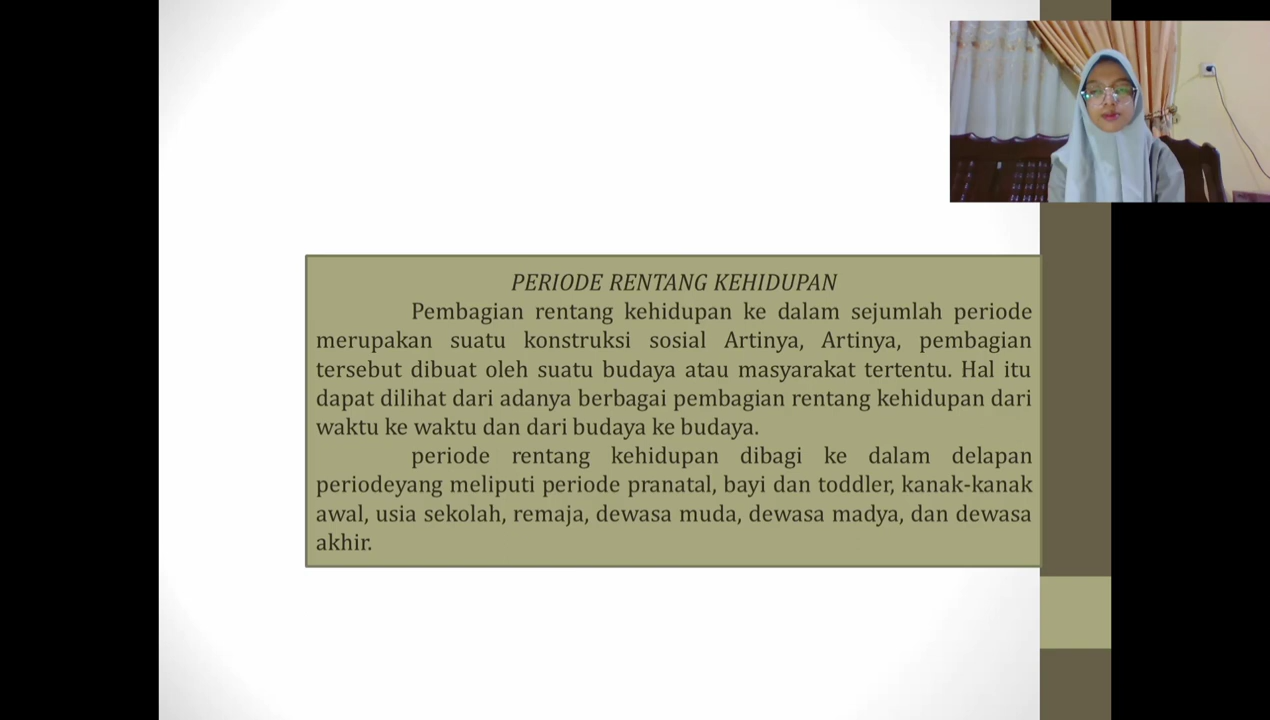 PERIODE RENTANG KEHIDUPAN
Pembagian rentang kehidupan ke dalam sejumlah periode
merupakan suatu konstruksi sosial Artinya, Artinya, pembagian
tersebut dibuat oleh suatu budaya atau masyarakat tertentu. Hal itu
dapat dilihat dari adanya berbagai pembagian rentang kehidupan dari
waktu ke waktu dan dari budaya ke budaya.
periode rentang kehidupan dibagi ke dalam delapan
periodeyang meliputi periode pranatal, bayi dan toddler, kanak-kanak
awal, usia sekolah, remaja, dewasa muda, dewasa madya, dan dewasa
akhir.